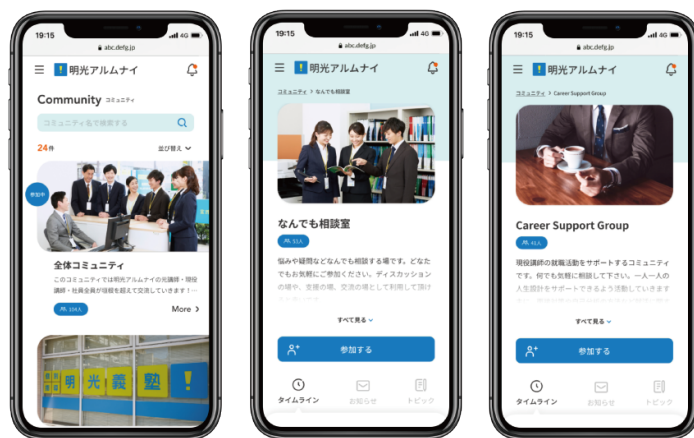 19:15
4G
abc.defg.jp
! 明光アルムナイ
Community コミュニティ
コミュニティ名で検索する
24件
並び替え
参加中
全体コミュニティ
このコミュニティでは明光アルムナイの元講師・現役
講師・社員全員が垣根を超えて交流していきます！…
104人
More >
明光義塾!
19:15
4G
abc.defg.jp
! 明光アルムナイ
コミュニティ > なんでも相談室
なんでも相談室
51人
悩みや疑問などなんでも相談する場です。どなた
でもお気軽にご参加ください。ディスカッション
の場や、支援の場、交流の場として利用して頂け
すべて見る
参加する
タイムライン
お知らせ
トピック
19:15
4G
abc.defg.jp
! 明光アルムナイ
コミュニティ > Career Support Group
Career Support Group
41人
現役講師の就職活動をサポートするコミュニティ
です。何でも気軽に相談して下さい。一人一人の
人生設計をサポートできるよう活動していきます
すべて見る
参加する
タイムライン
お知らせ
トピック